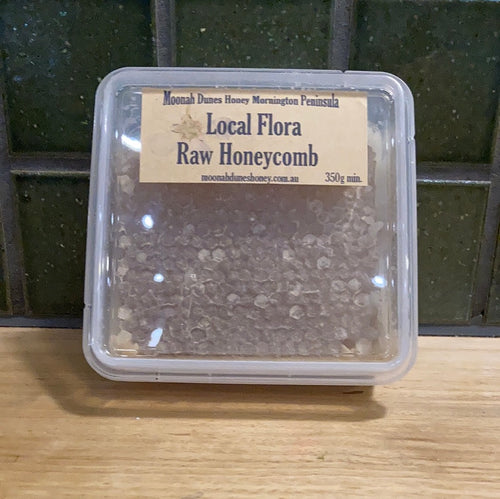 Moonah Dunes Honey Mornington Peninsula
Local Flora
Raw Honeycomb
moonahduneshoney.com.au 350g min.